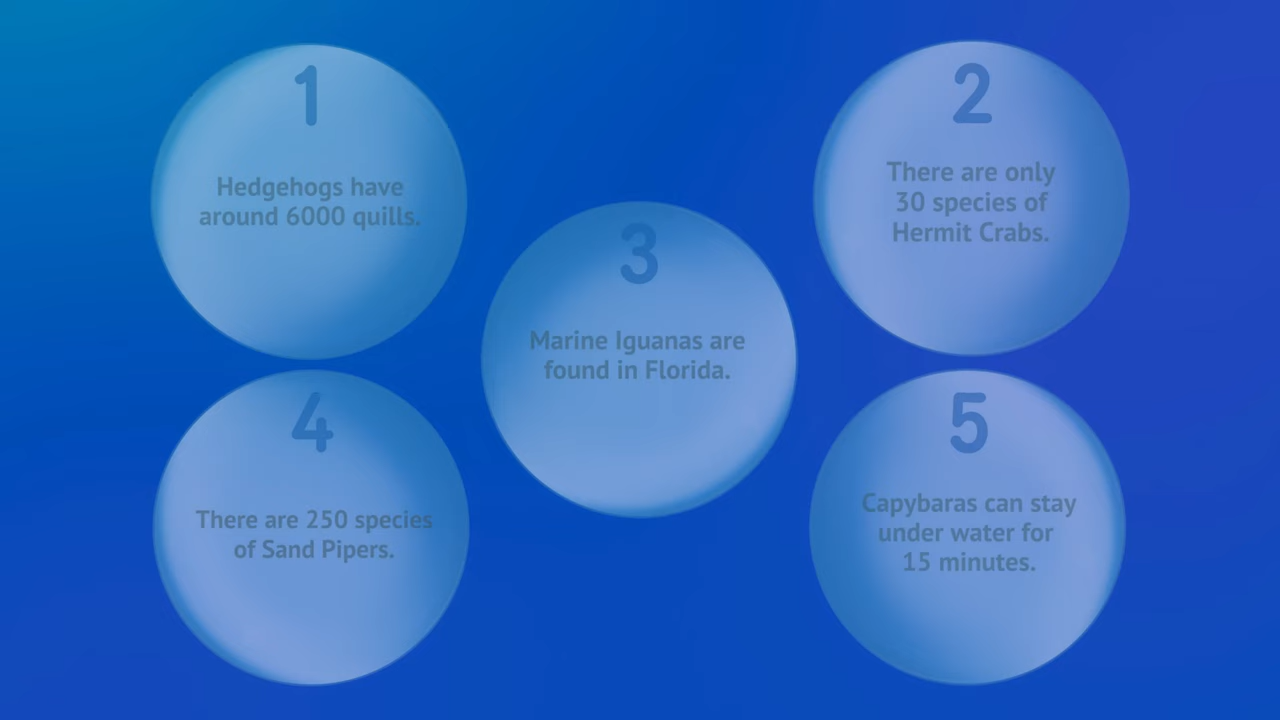 1
Hedgehogs have
around 6000 quills.
2
There are only
30 species of
Hermit Crabs.
3
Marine Iguanas are
found in Florida.
4
There are 250 species
of Sand Pipers.
5
Capybaras can stay
under water for
15 minutes.